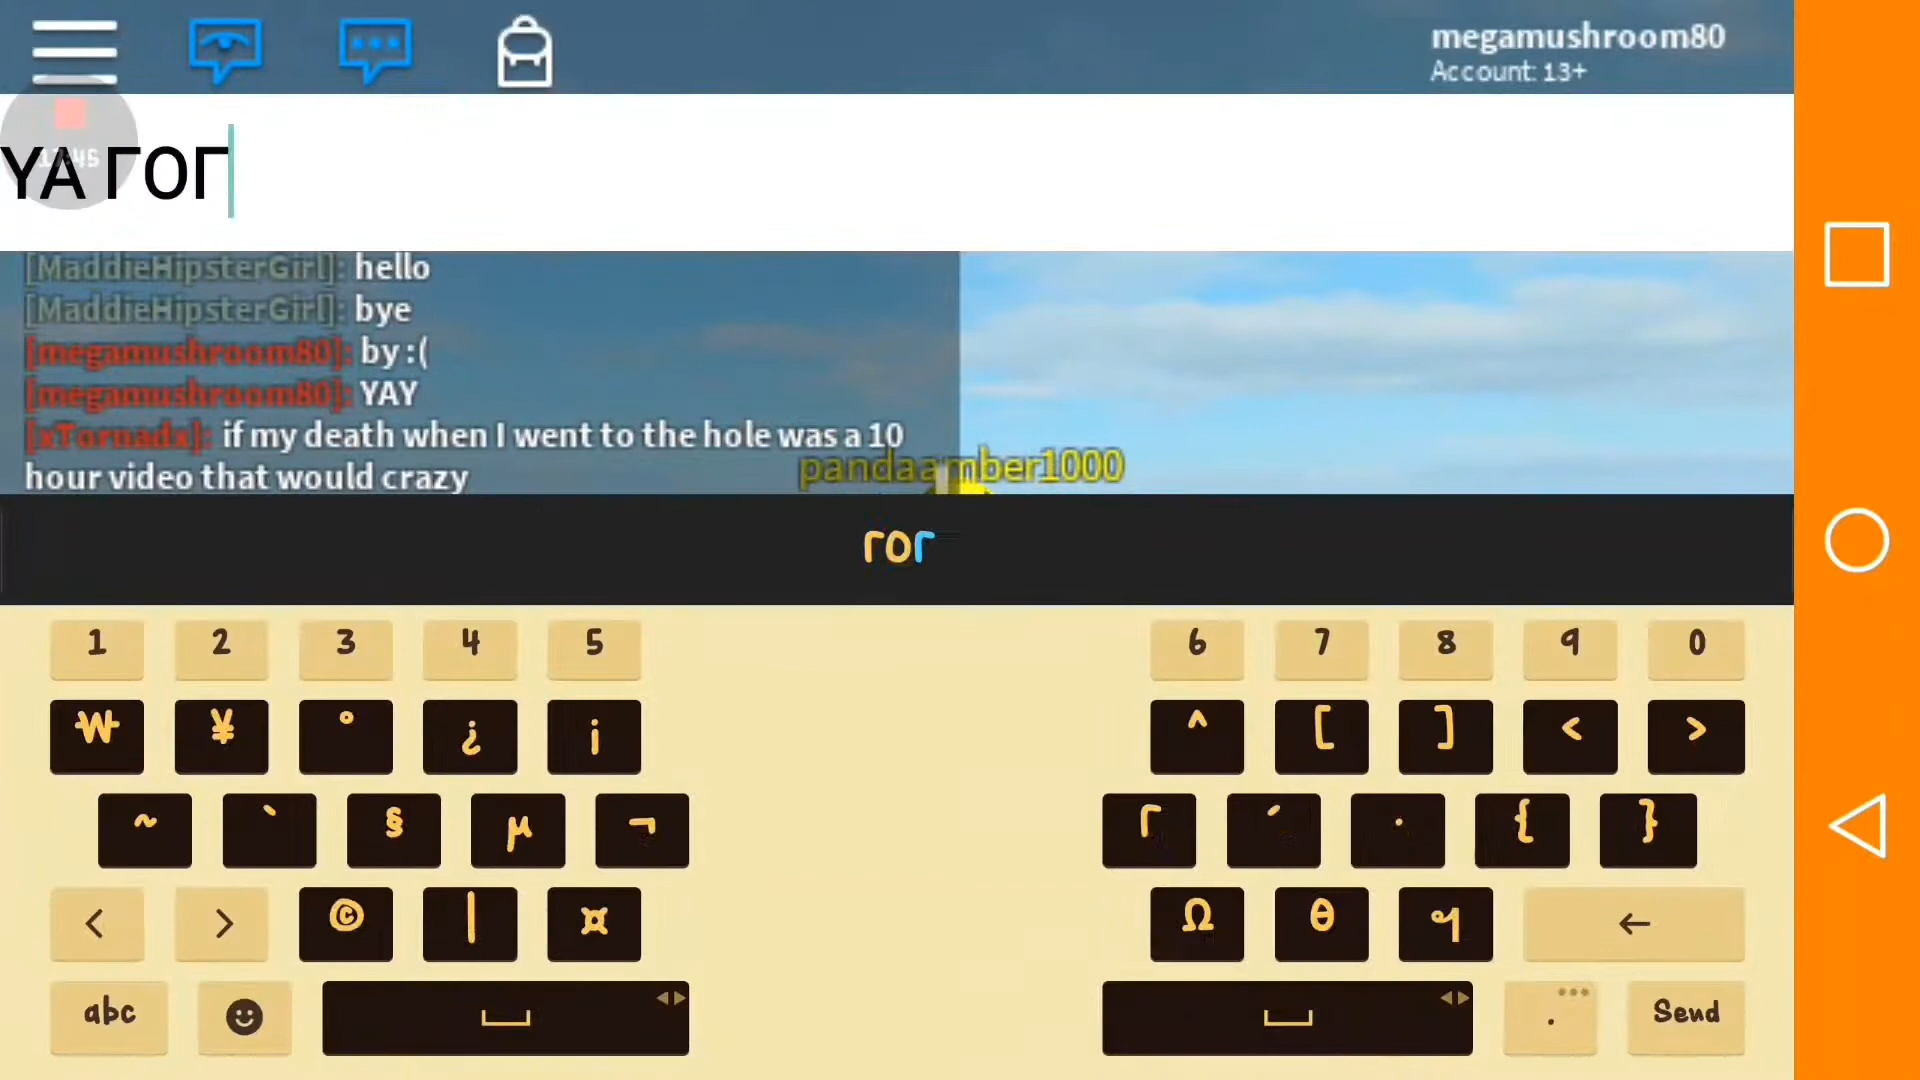 megamushroom80
Account: 13+
YA ГОГ
[MaddieHipsterGirl]: hello
[MaddieHipsterGirl]: bye
[megamushroom80]: by :(
[megamushroom80]: YAY
[xTornadx]: if my death when I went to the hole was a 10
hour video that would crazy
pandaamber1000
гог
1 2 3 4 5 6 7 8 9 0
₩ ¥ ° ¿ ¡ ^ [ ] < >
~ ` § µ ¬ Г ´ · { }
< > © | ¤ Ω θ ฯ ←
abc . Send